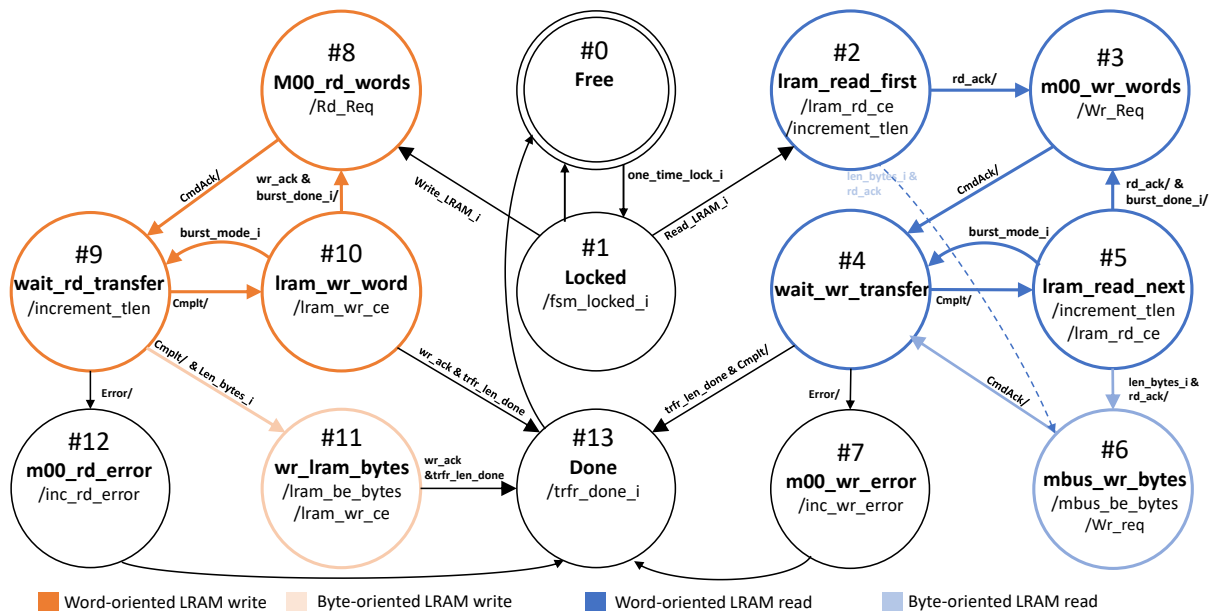 #8
M00_rd_words
/Rd_Req
#0
Free
#2
lram_read_first
/lram_rd_ce
/increment_tlen
rd_ack/
#3
m00_wr_words
/Wr_Req
CmdAck/
wr_ack &
burst_done_i/
Write_LRAM_i
one_time_lock_i
Read_LRAM_i
len_bytes_i &
rd_ack
CmdAck/
rd_ack/ &
burst_done_i/
#9
wait_rd_transfer
/increment_tlen
burst_mode_i
Cmplt/
#10
lram_wr_word
/lram_wr_ce
#1
Locked
/fsm_locked_i
#4
wait_wr_transfer
burst_mode_i
Cmplt/
#5
lram_read_next
/increment_tlen
/lram_rd_ce
Error/
Cmplt/ & Len_bytes_i
wr_ack & trfr_len_done
trfr_len_done & Cmplt/
Error/
CmdAck/
len_bytes_i &
rd_ack/
#12
m00_rd_error
/inc_rd_error
#11
wr_lram_bytes
/lram_be_bytes
/lram_wr_ce
wr_ack
&trfr_len_done
#13
Done
/trfr_done_i
#7
m00_wr_error
/inc_wr_error
#6
mbus_wr_bytes
/mbus_be_bytes
/Wr_req
Word-oriented LRAM write
Byte-oriented LRAM write
Word-oriented LRAM read
Byte-oriented LRAM read